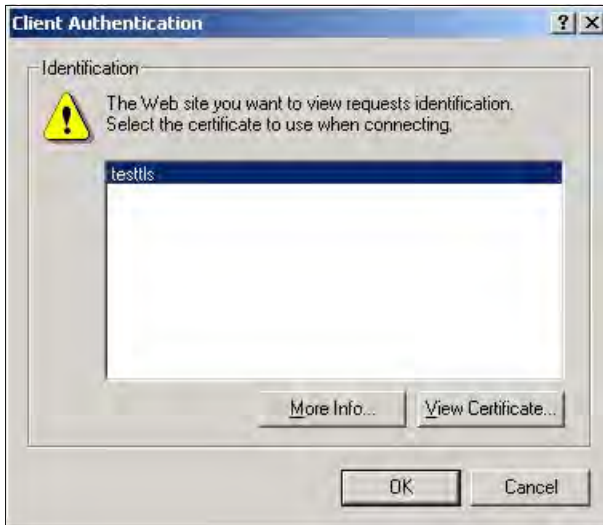 Client Authentication
Identification
The Web site you want to view requests identification.
Select the certificate to use when connecting.
testtls
More Info...
View Certificate...
OK
Cancel